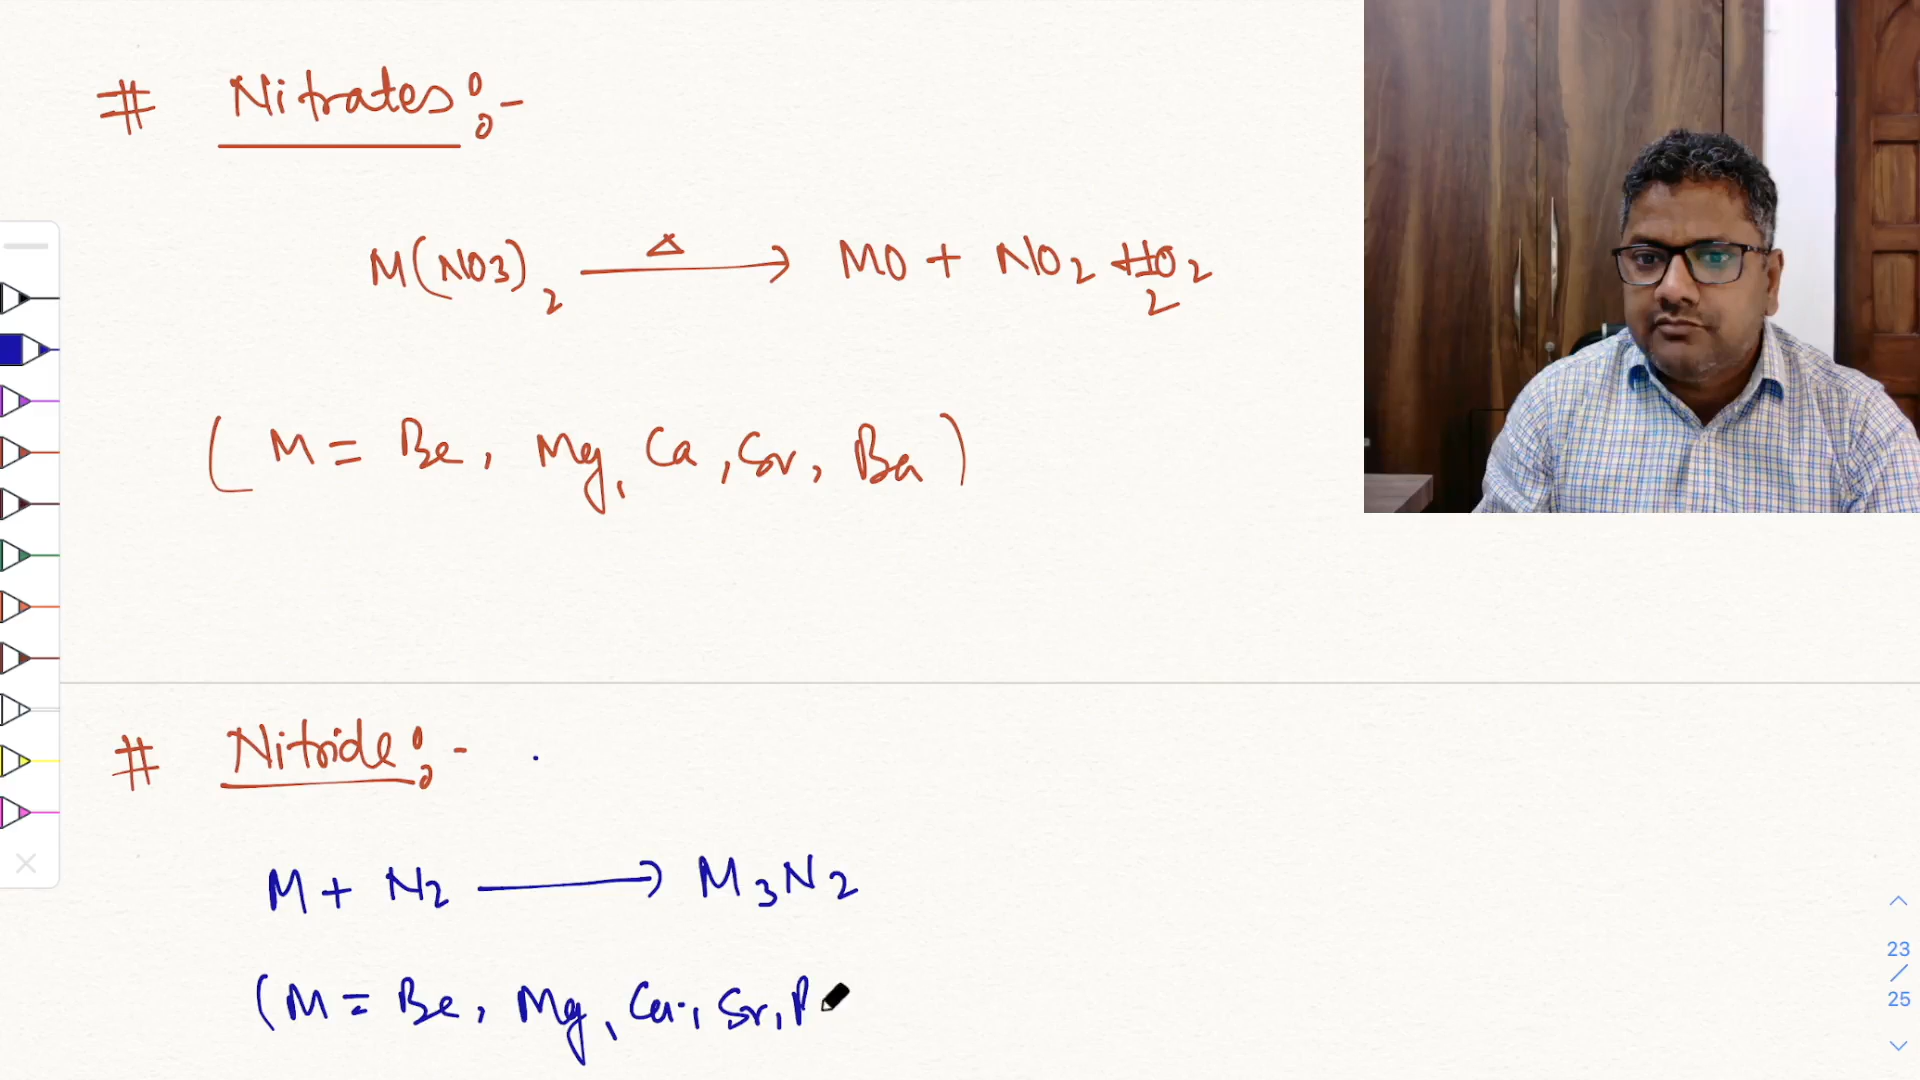 # Nitrates:-
M(NO3)2 Δ→ MO + NO2 + 1/2 O2
(M = Be, Mg, Ca, Sr, Ba)
# Nitride:-
M + N2 → M3N2
(M = Be, Mg, Ca, Sr,
23
/
25